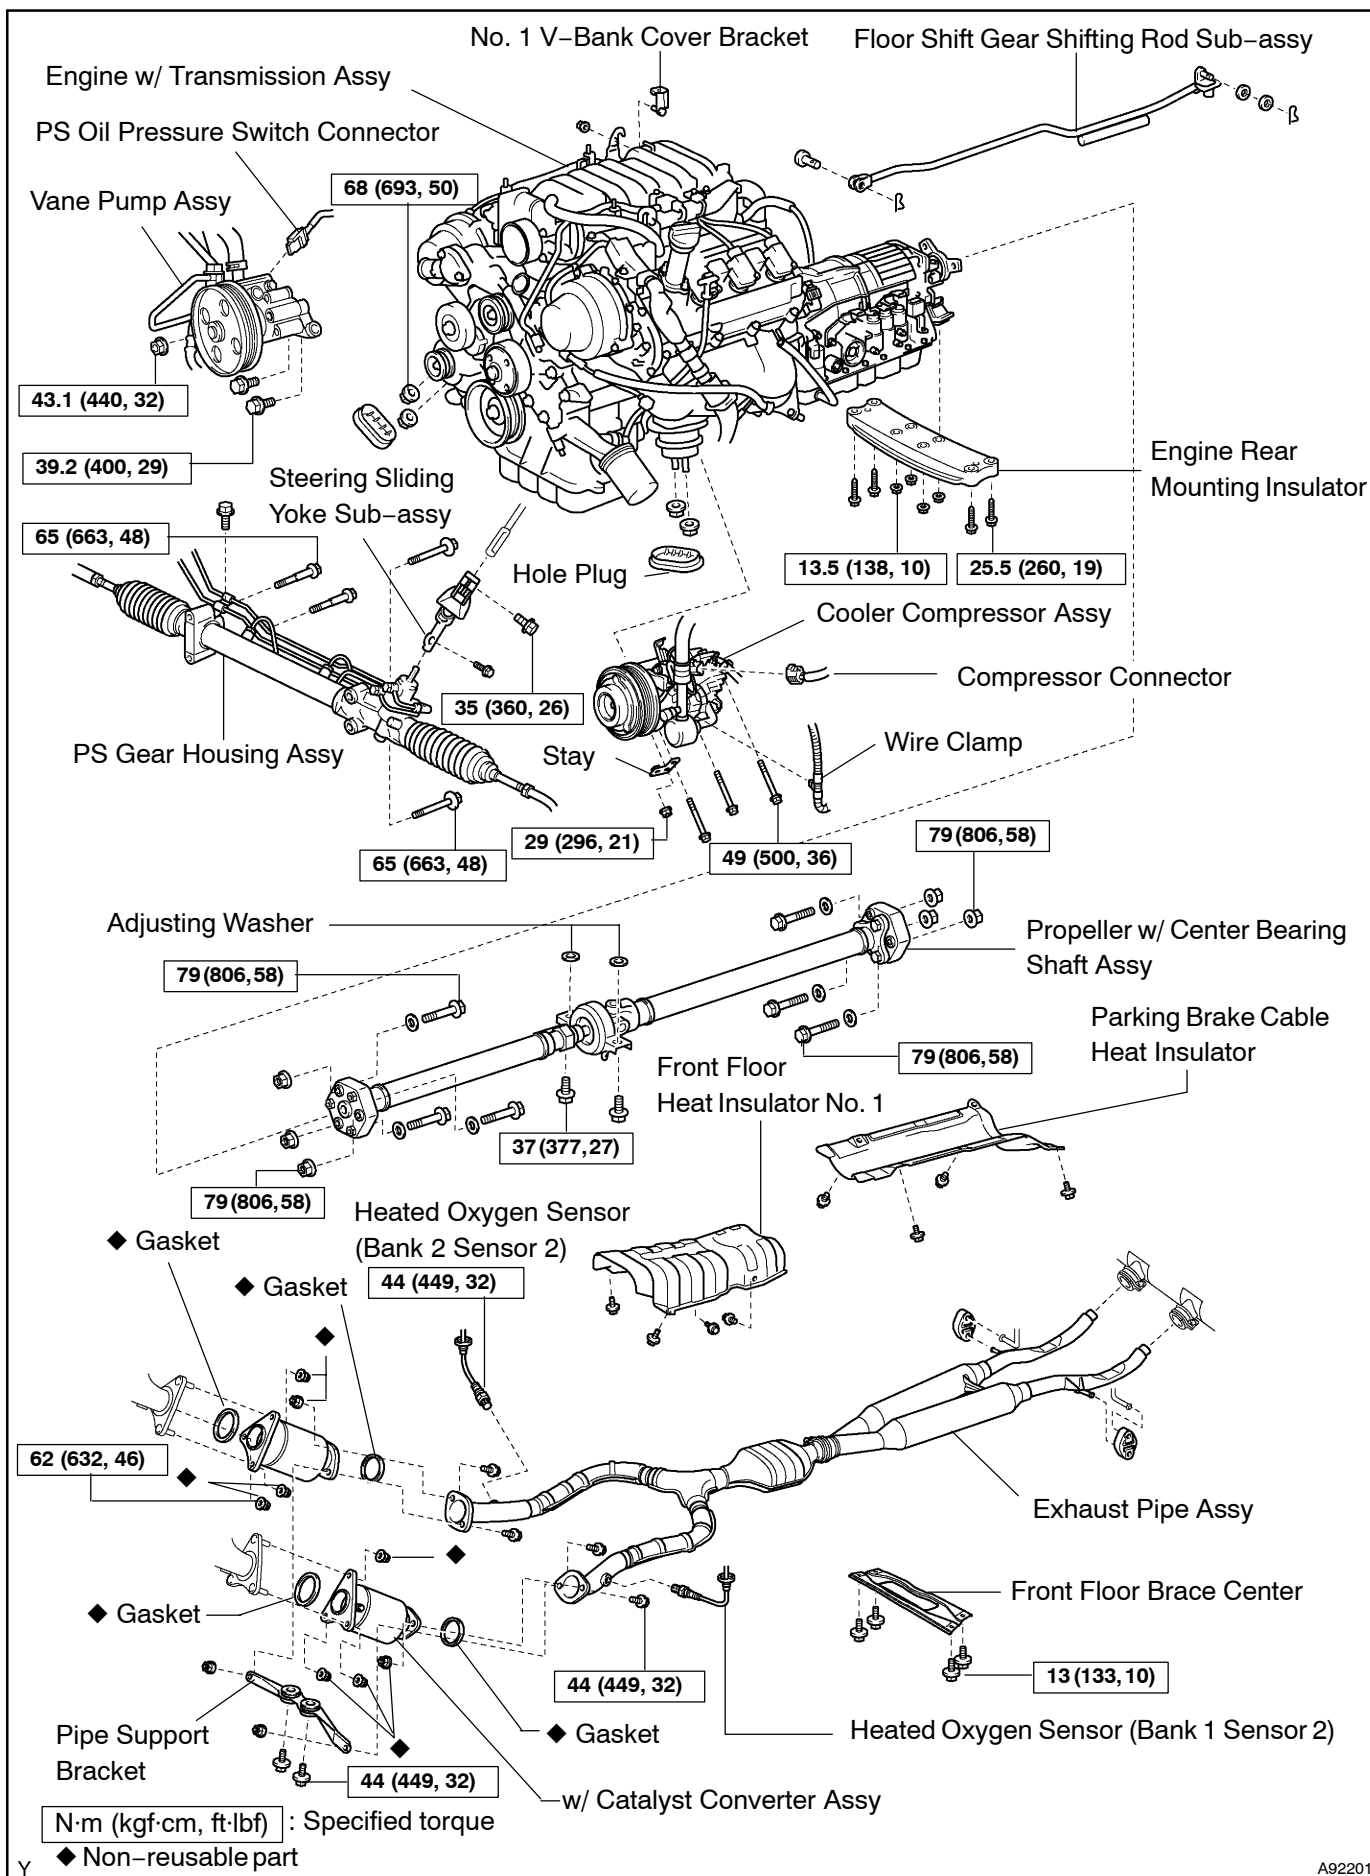 No. 1 V–Bank Cover Bracket
Floor Shift Gear Shifting Rod Sub–assy
Engine w/ Transmission Assy
PS Oil Pressure Switch Connector
68 (693, 50)
Vane Pump Assy
43.1 (440, 32)
39.2 (400, 29)
Steering Sliding
Yoke Sub–assy
Engine Rear
Mounting Insulator
65 (663, 48)
Hole Plug
13.5 (138, 10)
25.5 (260, 19)
Cooler Compressor Assy
Compressor Connector
35 (360, 26)
PS Gear Housing Assy
Stay
Wire Clamp
29 (296, 21)
65 (663, 48)
49 (500, 36)
79 (806, 58)
Adjusting Washer
Propeller w/ Center Bearing
Shaft Assy
79 (806, 58)
Parking Brake Cable
Heat Insulator
79 (806, 58)
Front Floor
Heat Insulator No. 1
37 (377, 27)
79 (806, 58)
Heated Oxygen Sensor
(Bank 2 Sensor 2)
◆ Gasket
44 (449, 32)
◆ Gasket
◆
62 (632, 46)
◆
Exhaust Pipe Assy
◆
◆ Gasket
Front Floor Brace Center
44 (449, 32)
13 (133, 10)
Pipe Support
Bracket
◆
◆ Gasket
Heated Oxygen Sensor (Bank 1 Sensor 2)
44 (449, 32)
w/ Catalyst Converter Assy
N·m (kgf·cm, ft·lbf) : Specified torque
◆ Non–reusable part
Y
A92201